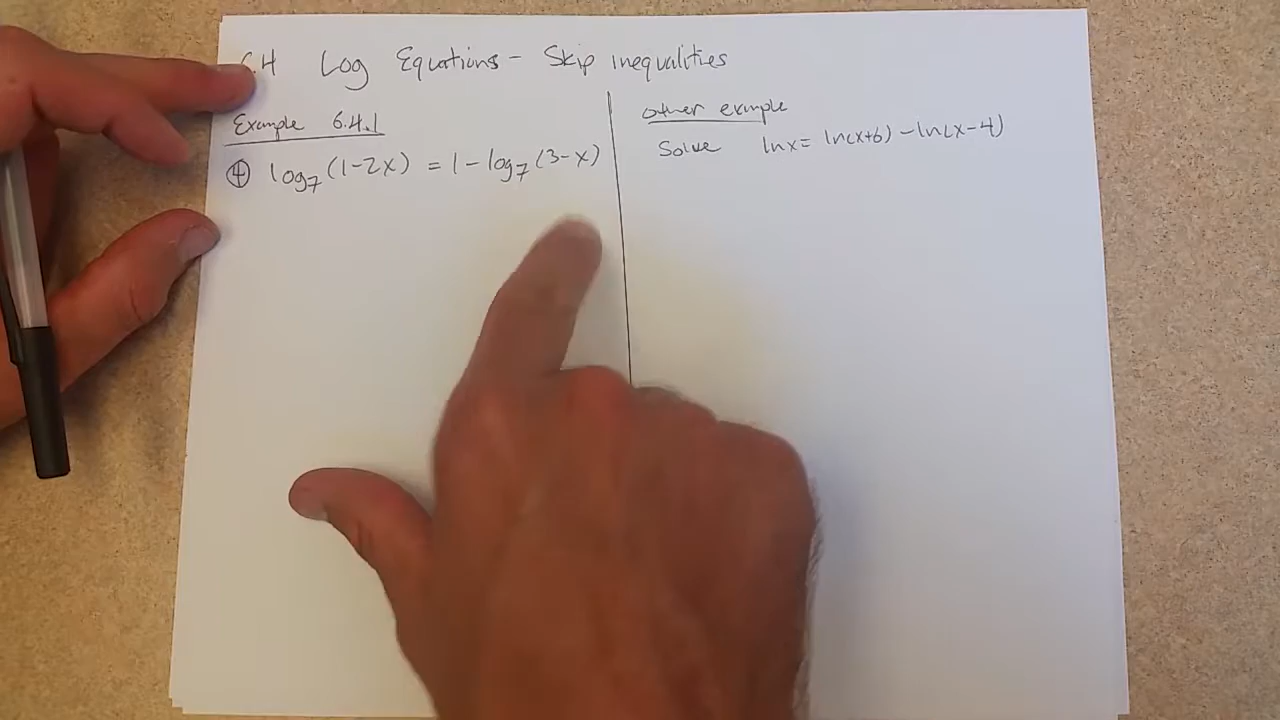 6.4 Log Equations - Skip inequalities
Example 6.4.1
④ log₇(1-2x) = 1 - log₇(3-x)
other example
Solve lnx = ln(x+6) - ln(x-4)